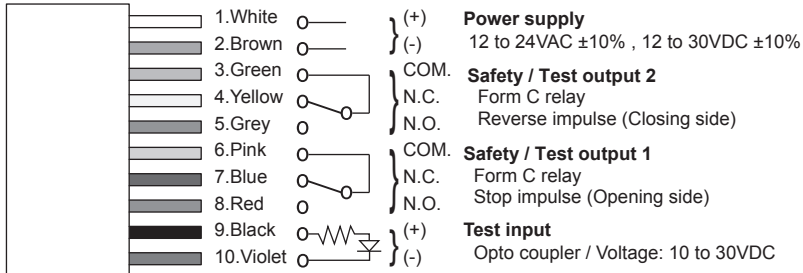 1.White (+) Power supply
2.Brown (-) 12 to 24VAC ±10% , 12 to 30VDC ±10%
3.Green COM. Safety / Test output 2
4.Yellow N.C. Form C relay
5.Grey N.O. Reverse impulse (Closing side)
6.Pink COM. Safety / Test output 1
7.Blue N.C. Form C relay
8.Red N.O. Stop impulse (Opening side)
9.Black (+) Test input
10.Violet (-) Opto coupler / Voltage: 10 to 30VDC